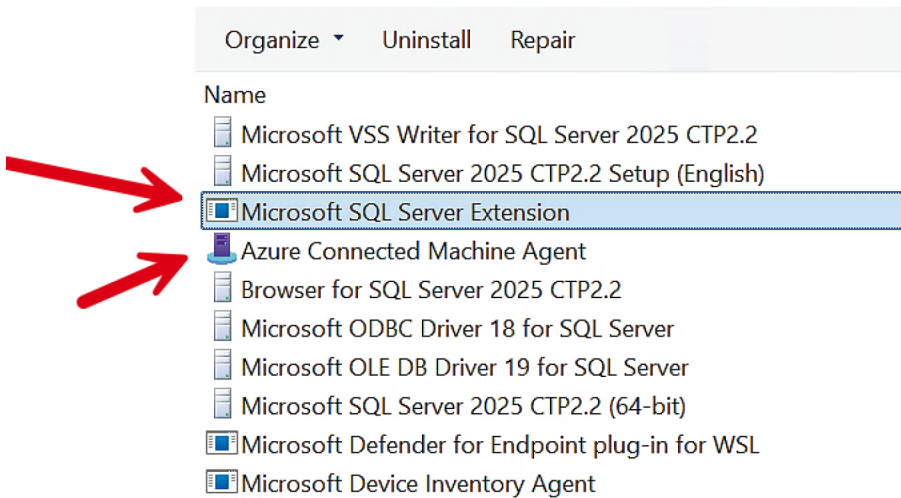 Organize Uninstall Repair
Name
Microsoft VSS Writer for SQL Server 2025 CTP2.2
Microsoft SQL Server 2025 CTP2.2 Setup (English)
Microsoft SQL Server Extension
Azure Connected Machine Agent
Browser for SQL Server 2025 CTP2.2
Microsoft ODBC Driver 18 for SQL Server
Microsoft OLE DB Driver 19 for SQL Server
Microsoft SQL Server 2025 CTP2.2 (64-bit)
Microsoft Defender for Endpoint plug-in for WSL
Microsoft Device Inventory Agent